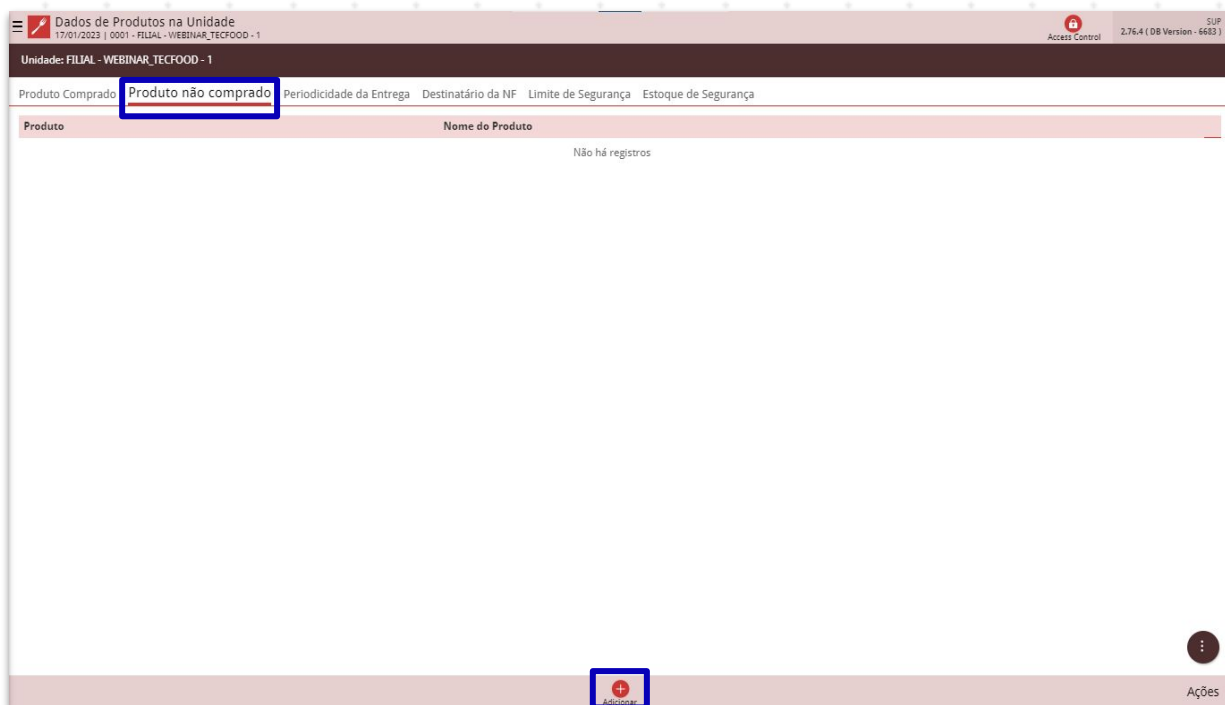 Dados de Produtos na Unidade
17/01/2023 | 0001 - FILIAL - WEBINAR_TECFOOD - 1
Access Control
SUP
2.76.4 ( DB Version - 6683 )
Unidade: FILIAL - WEBINAR_TECFOOD - 1
Produto Comprado Produto não comprado Periodicidade da Entrega Destinatário da NF Limite de Segurança Estoque de Segurança
Produto Nome do Produto
Não há registros
Adicionar
Ações